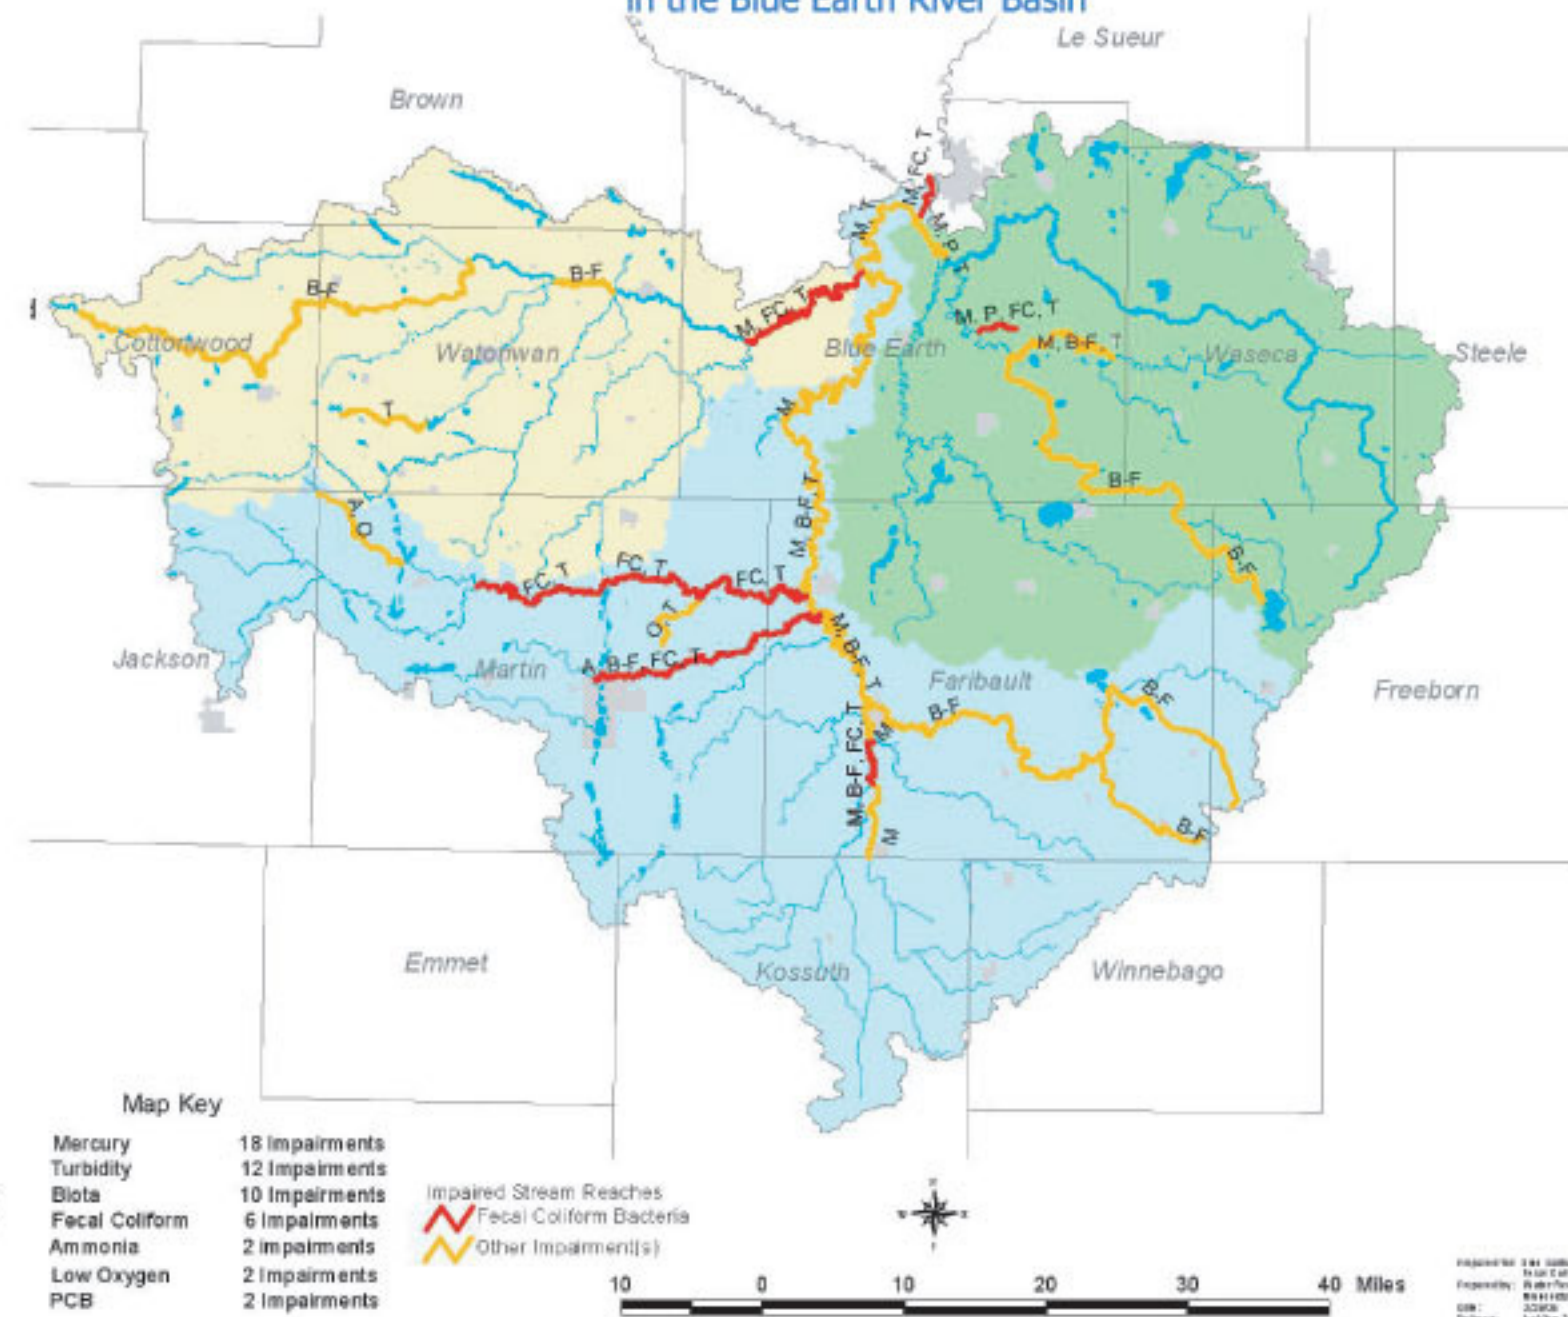 in the Blue Earth River Basin
Le Sueur
Brown
M, FC, T
M, T
M, P
T
B-F
B-F
M, FC, T
M, P, FC, T
M, B-F, T
Cottonwood
Watonwan
Blue Earth
Waseca
Steele
T
M
B-F
A, O
M, B-F, T
B-F
FC, T
FC, T
FC, T
O, T
M, B-F, T
Jackson
Martin
A, B-F, FC, T
Faribault
Freeborn
B-F
B-F
M
M, B-F, FC, T
M
B-F
Emmet
Kossuth
Winnebago
Map Key
Mercury 18 Impairments
Turbidity 12 Impairments
Biota 10 Impairments
Fecal Coliform 6 Impairments
Ammonia 2 impairments
Low Oxygen 2 Impairments
PCB 2 Impairments
Impaired Stream Reaches
Fecal Coliform Bacteria
Other Impairment(s)
10 0 10 20 30 40 Miles